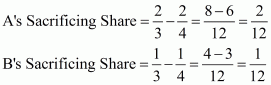 A's Sacrificing Share = 2/3 − 2/4 = (8 − 6)/12 = 2/12
B's Sacrificing Share = 1/3 − 1/4 = (4 − 3)/12 = 1/12